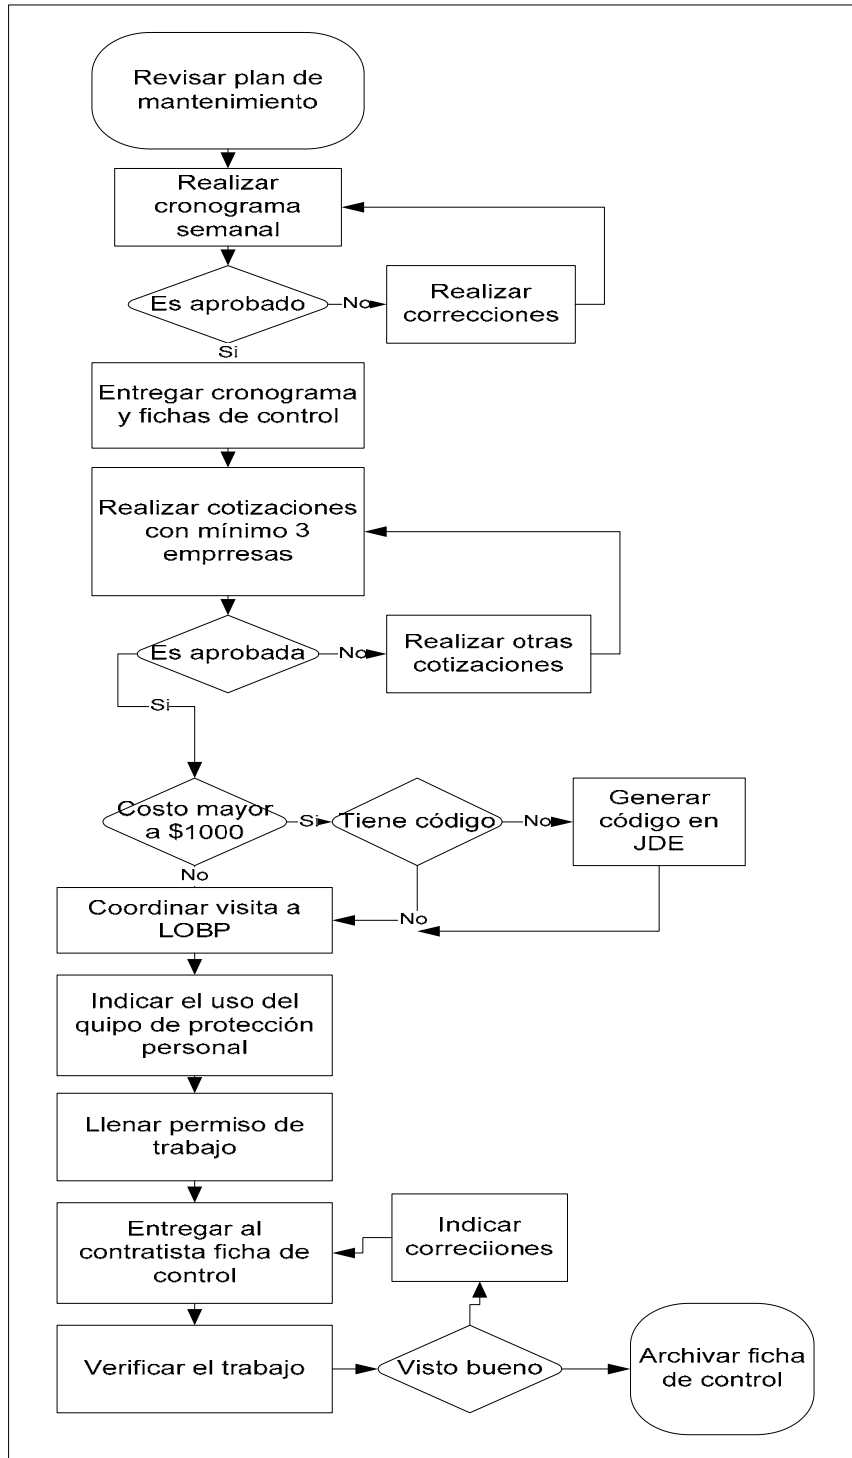 Revisar plan de
mantenimiento
Realizar
cronograma
semanal
Es aprobado
No
Realizar
correcciones
Si
Entregar cronograma
y fichas de control
Realizar cotizaciones
con mínimo 3
emprresas
Es aprobada
No
Realizar otras
cotizaciones
Si
Costo mayor
a $1000
Si
Tiene código
No
Generar
código en
JDE
No
Coordinar visita a
LOBP
No
Indicar el uso del
quipo de protección
personal
Llenar permiso de
trabajo
Entregar al
contratista ficha de
control
Indicar
correciiones
Verificar el trabajo
Visto bueno
Archivar ficha
de control